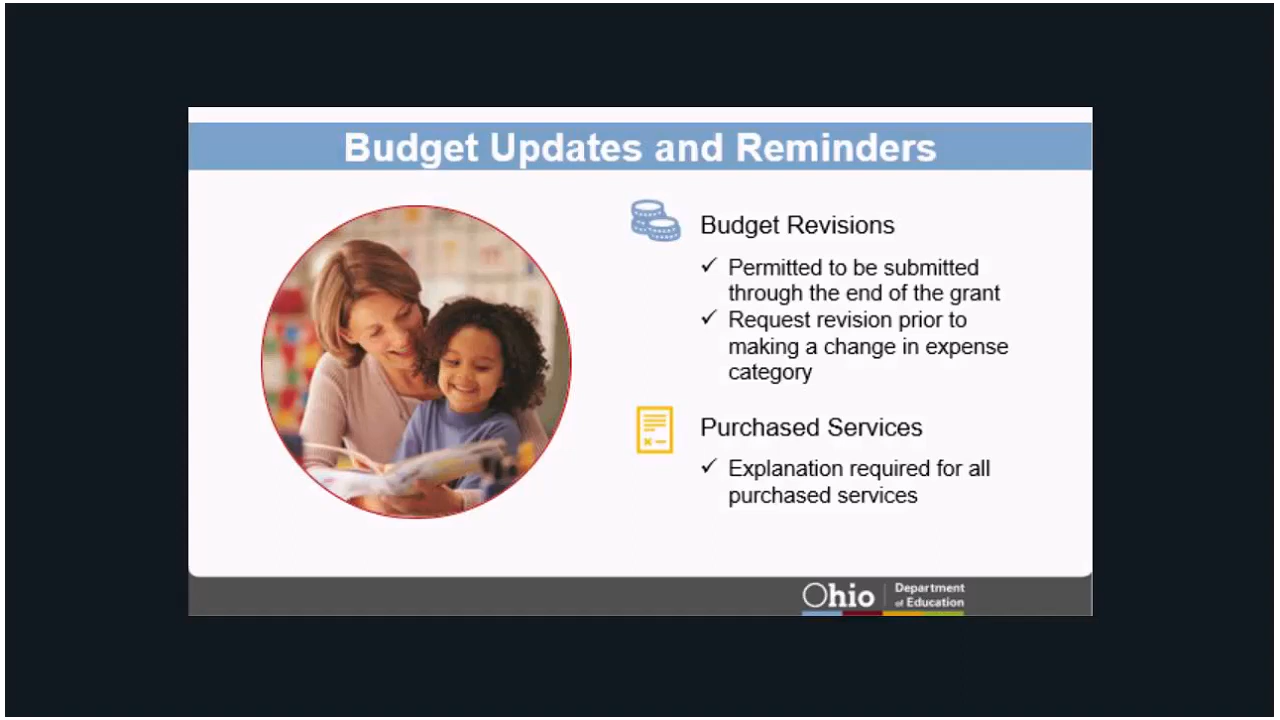 Budget Updates and Reminders
Budget Revisions
✓ Permitted to be submitted
through the end of the grant
✓ Request revision prior to
making a change in expense
category
Purchased Services
✓ Explanation required for all
purchased services
Ohio
Department
of Education